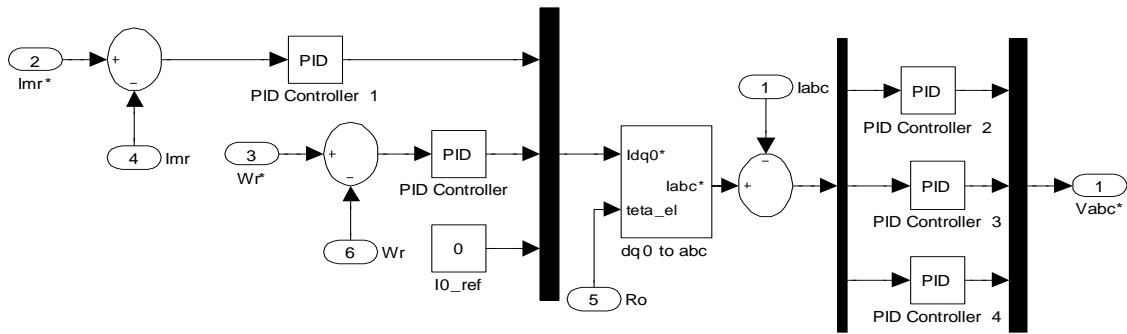 2
Imr*
+
−
4
Imr
PID
PID Controller 1
3
Wr*
+
−
6
Wr
PID
PID Controller
0
I0_ref
Idq0*
Iabc*
teta_el
dq0 to abc
5
Ro
1
Iabc
−
+
PID
PID Controller 2
PID
PID Controller 3
PID
PID Controller 4
1
Vabc*